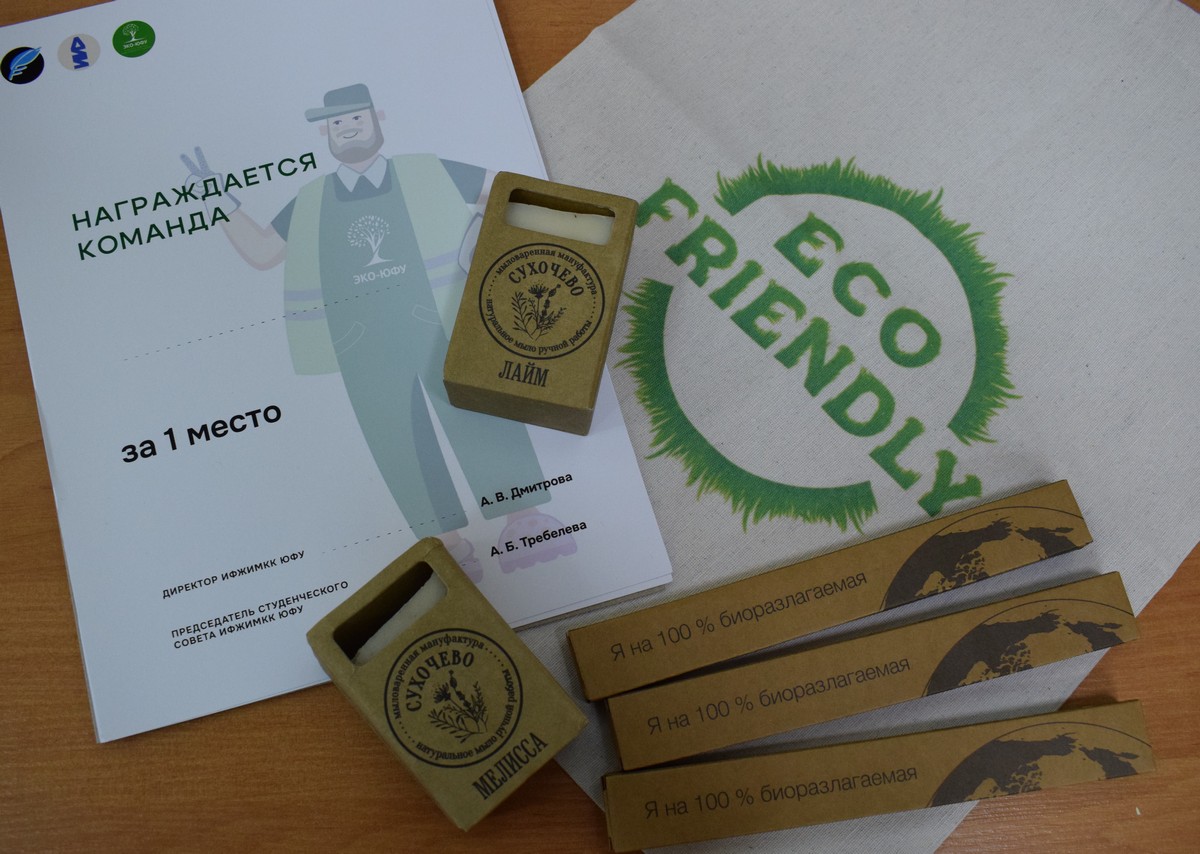 ЭКО-ЮФУ
НАГРАЖДАЕТСЯ
КОМАНДА
ЭКО-ЮФУ
за 1 место
А. В. Дмитрова
А. Б. Требелева
ДИРЕКТОР ИФЖИМКК ЮФУ
ПРЕДСЕДАТЕЛЬ СТУДЕНЧЕСКОГО
СОВЕТА ИФЖИМКК ЮФУ
мыловаренная мануфактура
СУХОЧЕВО
натуральное мыло ручной работы
ЛАЙМ
ECO
FRIENDLY
мыловаренная мануфактура
СУХОЧЕВО
натуральное мыло ручной работы
МЕЛИССА
Я на 100 % биоразлагаемая
Я на 100 % биоразлагаемая
Я на 100 % биоразлагаемая